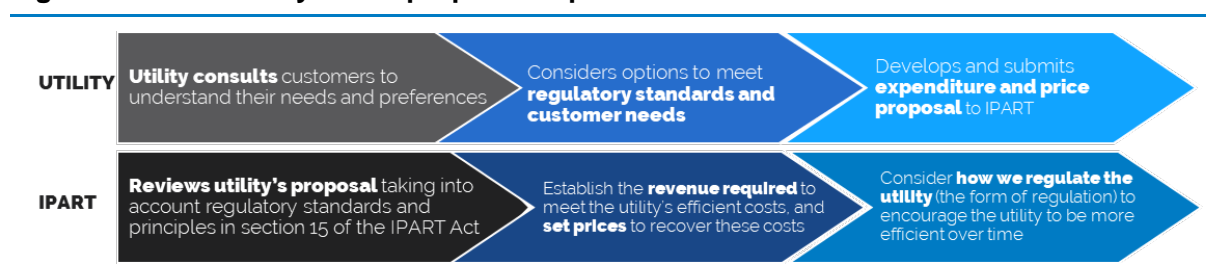 UTILITY
Utility consults customers to
understand their needs and preferences
Considers options to meet
regulatory standards and
customer needs
Develops and submits
expenditure and price
proposal to IPART
IPART
Reviews utility's proposal taking into
account regulatory standards and
principles in section 15 of the IPART Act
Establish the revenue required to
meet the utility's efficient costs, and
set prices to recover these costs
Consider how we regulate the
utility (the form of regulation) to
encourage the utility to be more
efficient over time